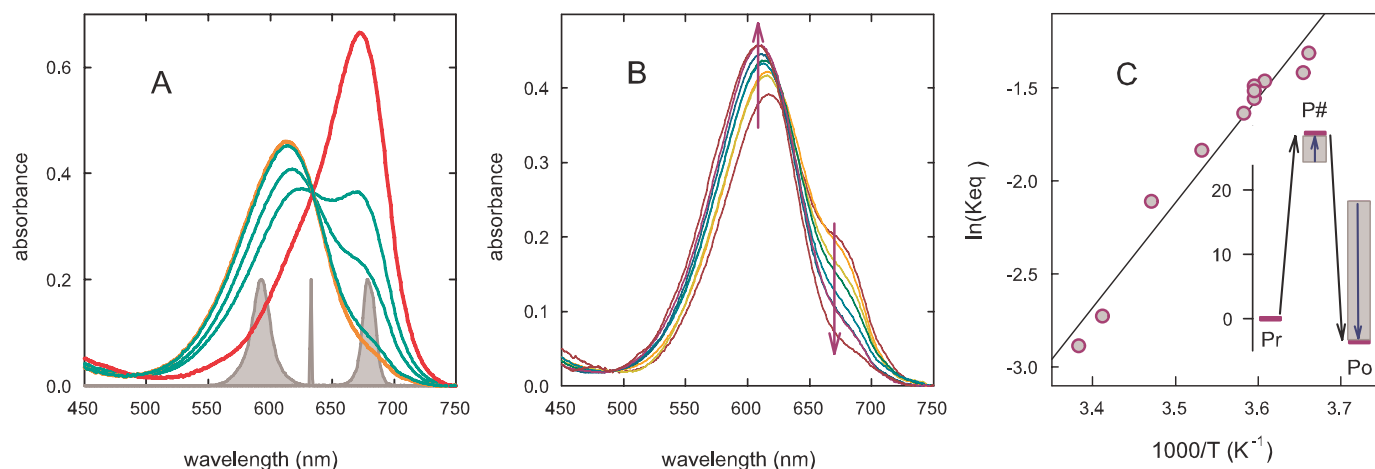 A
absorbance
0.6
0.4
0.2
0.0
450 500 550 600 650 700 750
wavelength (nm)
B
absorbance
0.4
0.3
0.2
0.1
0.0
450 500 550 600 650 700 750
wavelength (nm)
C
ln(Keq)
-1.5
-2.0
-2.5
-3.0
3.4 3.5 3.6 3.7
1000/T (K⁻¹)
P#
20
10
0
Pr
Po